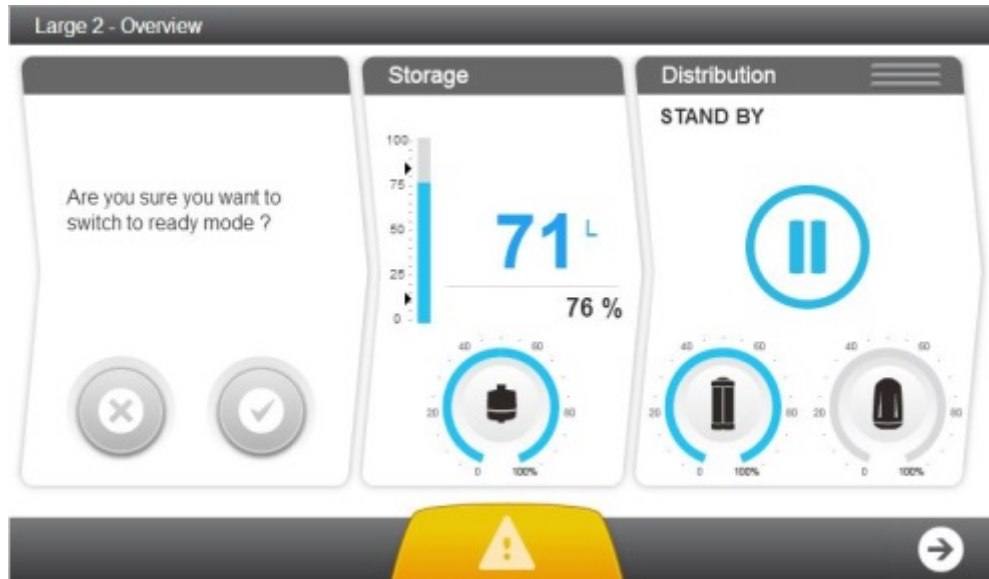 Large 2 - Overview
Are you sure you want to
switch to ready mode ?
Storage
100
75
50
25
0
71 L
76 %
40 60
20 80
0 100%
Distribution
STAND BY
40 60
20 80
0 100%
40 60
20 80
0 100%